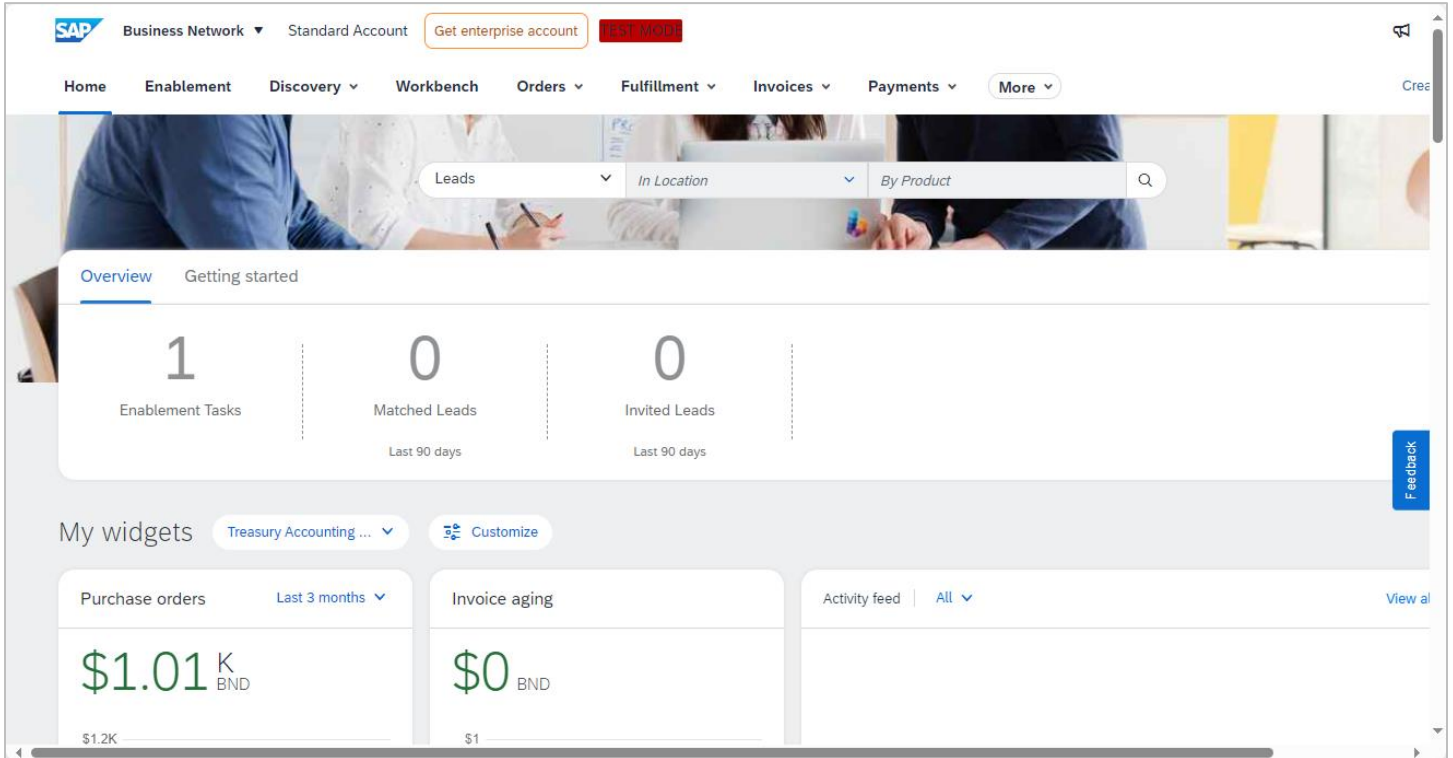 SAP Business Network Standard Account Get enterprise account TEST MODE
Home Enablement Discovery Workbench Orders Fulfillment Invoices Payments More Crea
Leads In Location By Product
Overview Getting started
1 0 0
Enablement Tasks Matched Leads Invited Leads
Last 90 days Last 90 days
Feedback
My widgets Treasury Accounting ... Customize
Purchase orders Last 3 months Invoice aging Activity feed All View al
$1.01 K BND $0 BND
$1.2K $1